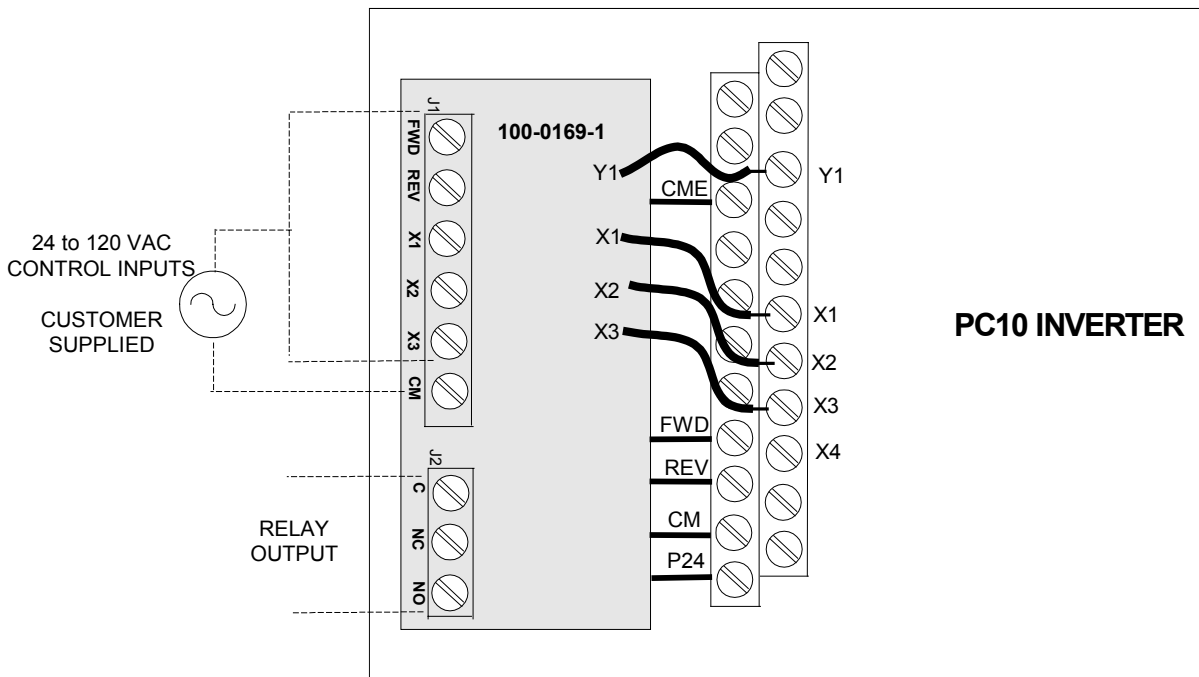 J1
FWD
REV
X1
X2
X3
CM
100-0169-1
Y1
CME
X1
X2
X3
FWD
REV
CM
P24
Y1
X1
X2
X3
X4
PC10 INVERTER
24 to 120 VAC
CONTROL INPUTS
CUSTOMER
SUPPLIED
J2
C
NC
NO
RELAY
OUTPUT